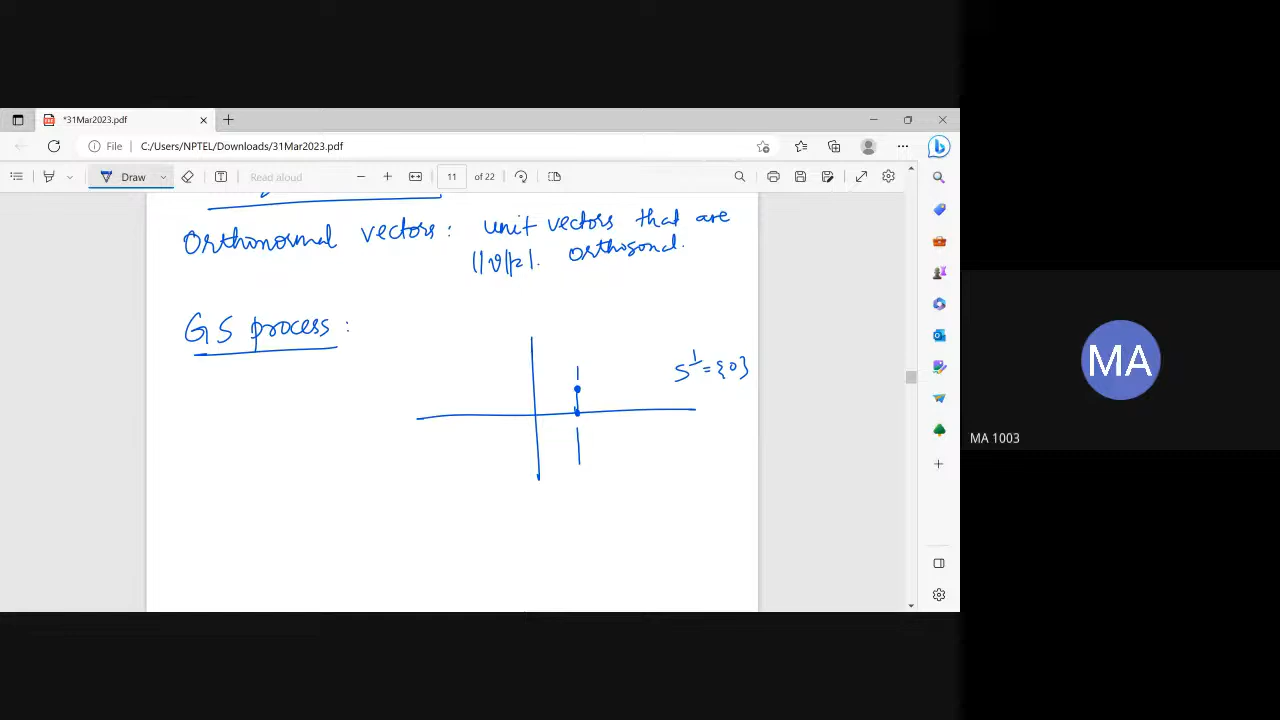 *31Mar2023.pdf
File C:/Users/NPTEL/Downloads/31Mar2023.pdf
Draw Read aloud 11 of 22
Orthonormal vectors: unit vectors that are
||v||=1. orthogonal.
GS process:
S⊥={0}
MA
MA 1003